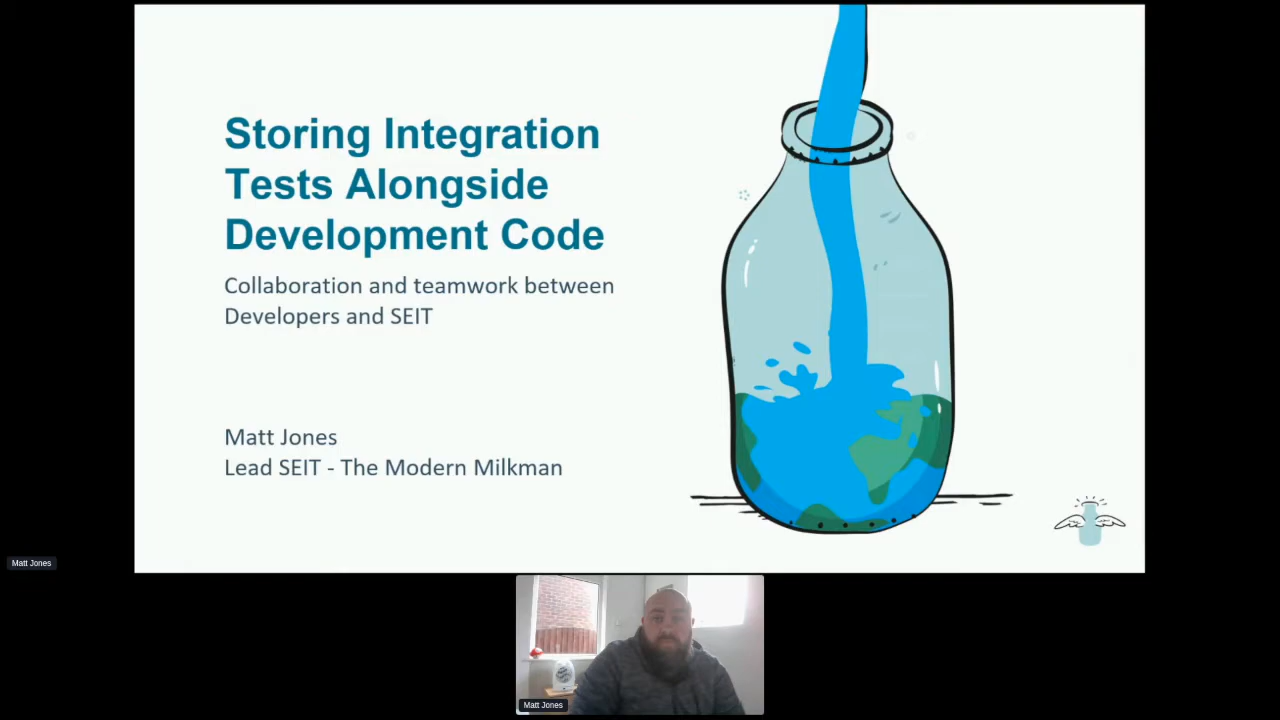 Storing Integration
Tests Alongside
Development Code
Collaboration and teamwork between
Developers and SEIT
Matt Jones
Lead SEIT - The Modern Milkman
Matt Jones
Matt Jones